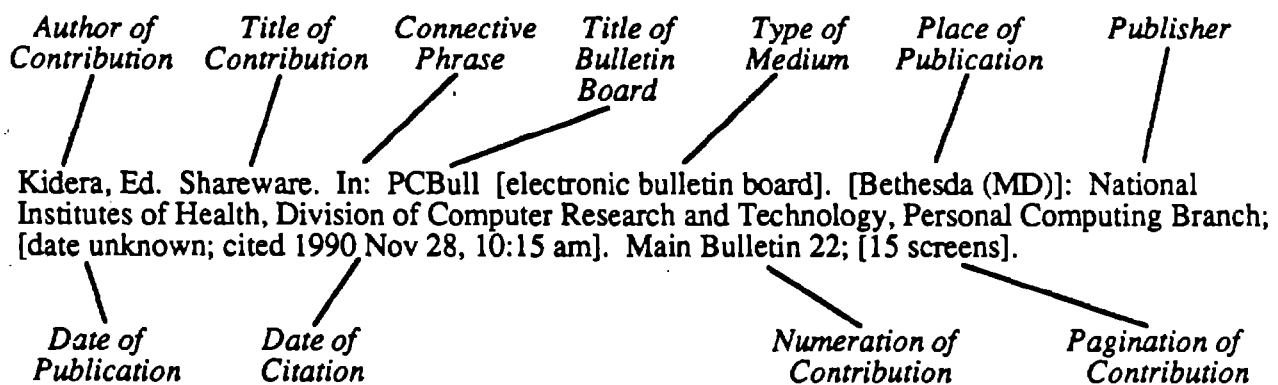 Author of Title of Connective Title of Type of Place of Publisher
Contribution Contribution Phrase Bulletin Medium Publication
Board
Kidera, Ed. Shareware. In: PCBull [electronic bulletin board]. [Bethesda (MD)]: National
Institutes of Health, Division of Computer Research and Technology, Personal Computing Branch;
[date unknown; cited 1990 Nov 28, 10:15 am]. Main Bulletin 22; [15 screens].
Date of Date of Numeration of Pagination of
Publication Citation Contribution Contribution